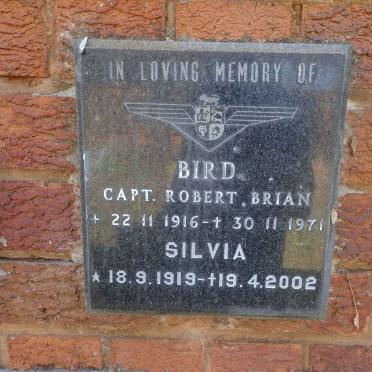 IN LOVING MEMORY OF
BIRD
CAPT. ROBERT BRIAN
+ 22 11 1916-† 30 11 1971
SILVIA
★ 18.9.1919-†19.4.2002